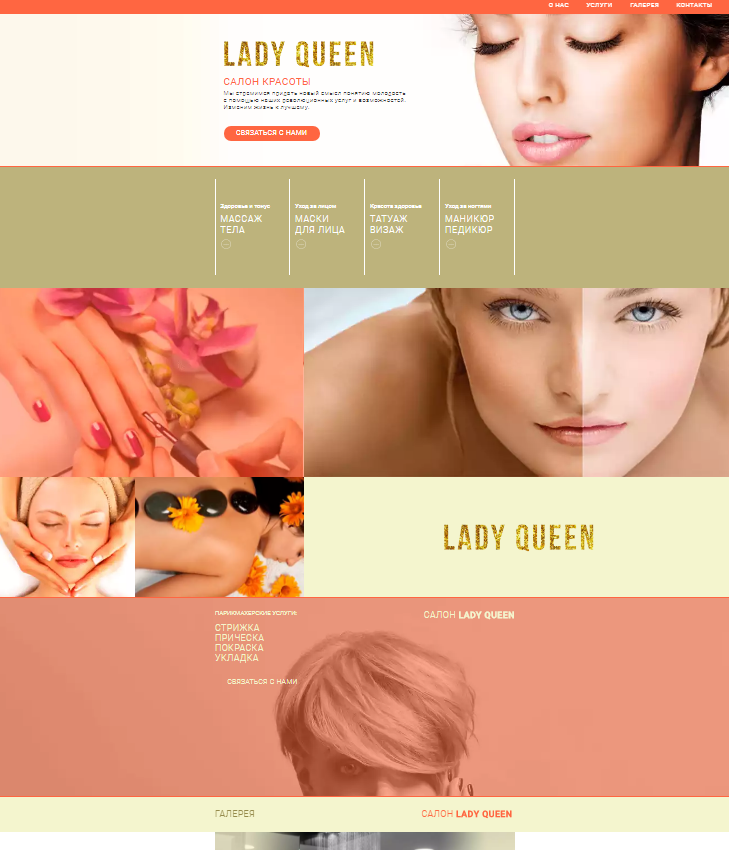 О НАС УСЛУГИ ГАЛЕРЕЯ КОНТАКТЫ
LADY QUEEN
САЛОН КРАСОТЫ
Мы стремимся придать новый смысл понятию молодость
с помощью наших революционных услуг и возможностей.
Изменим жизнь к лучшему.
СВЯЗАТЬСЯ С НАМИ
Здоровье и тонус
МАССАЖ
ТЕЛА
Уход за лицом
МАСКИ
ДЛЯ ЛИЦА
Красота здоровье
ТАТУАЖ
ВИЗАЖ
Уход за ногтями
МАНИКЮР
ПЕДИКЮР
LADY QUEEN
ПАРИКМАХЕРСКИЕ УСЛУГИ:
СТРИЖКА
ПРИЧЕСКА
ПОКРАСКА
УКЛАДКА
СВЯЗАТЬСЯ С НАМИ
САЛОН LADY QUEEN
ГАЛЕРЕЯ
САЛОН LADY QUEEN